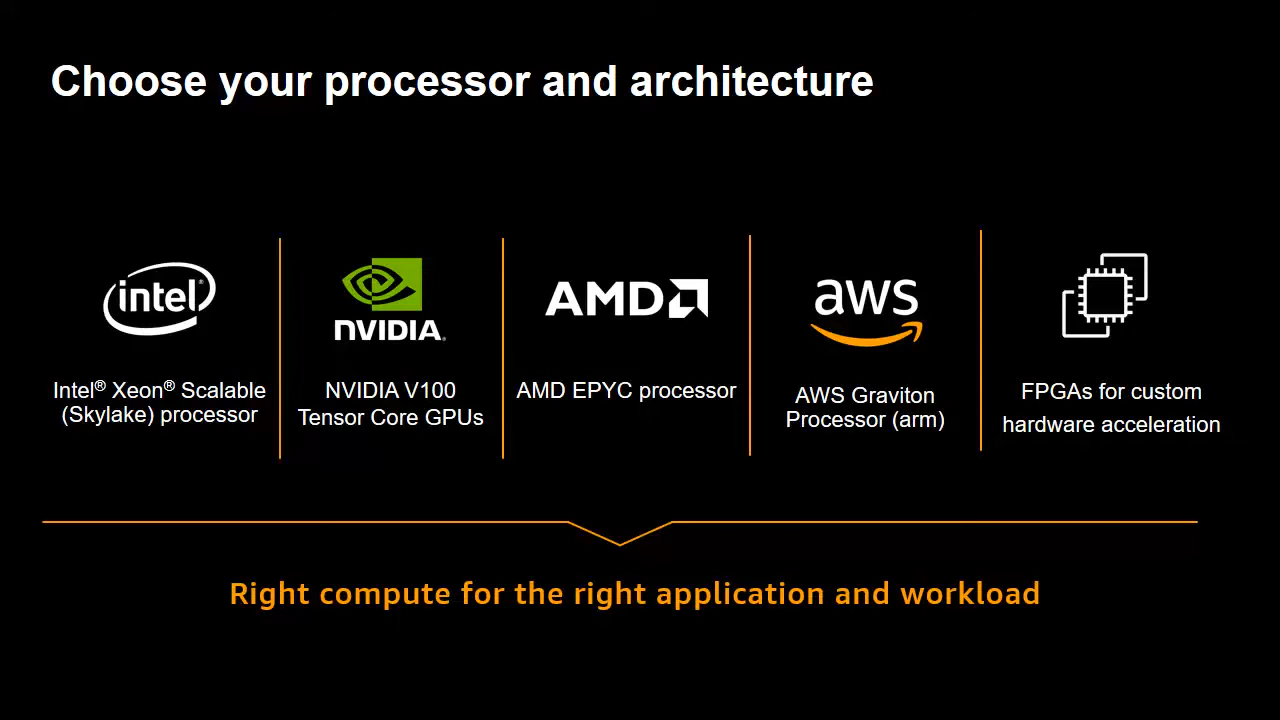 Choose your processor and architecture
intel®
NVIDIA.
AMD
aws
Intel® Xeon® Scalable
(Skylake) processor
NVIDIA V100
Tensor Core GPUs
AMD EPYC processor
AWS Graviton
Processor (arm)
FPGAs for custom
hardware acceleration
Right compute for the right application and workload